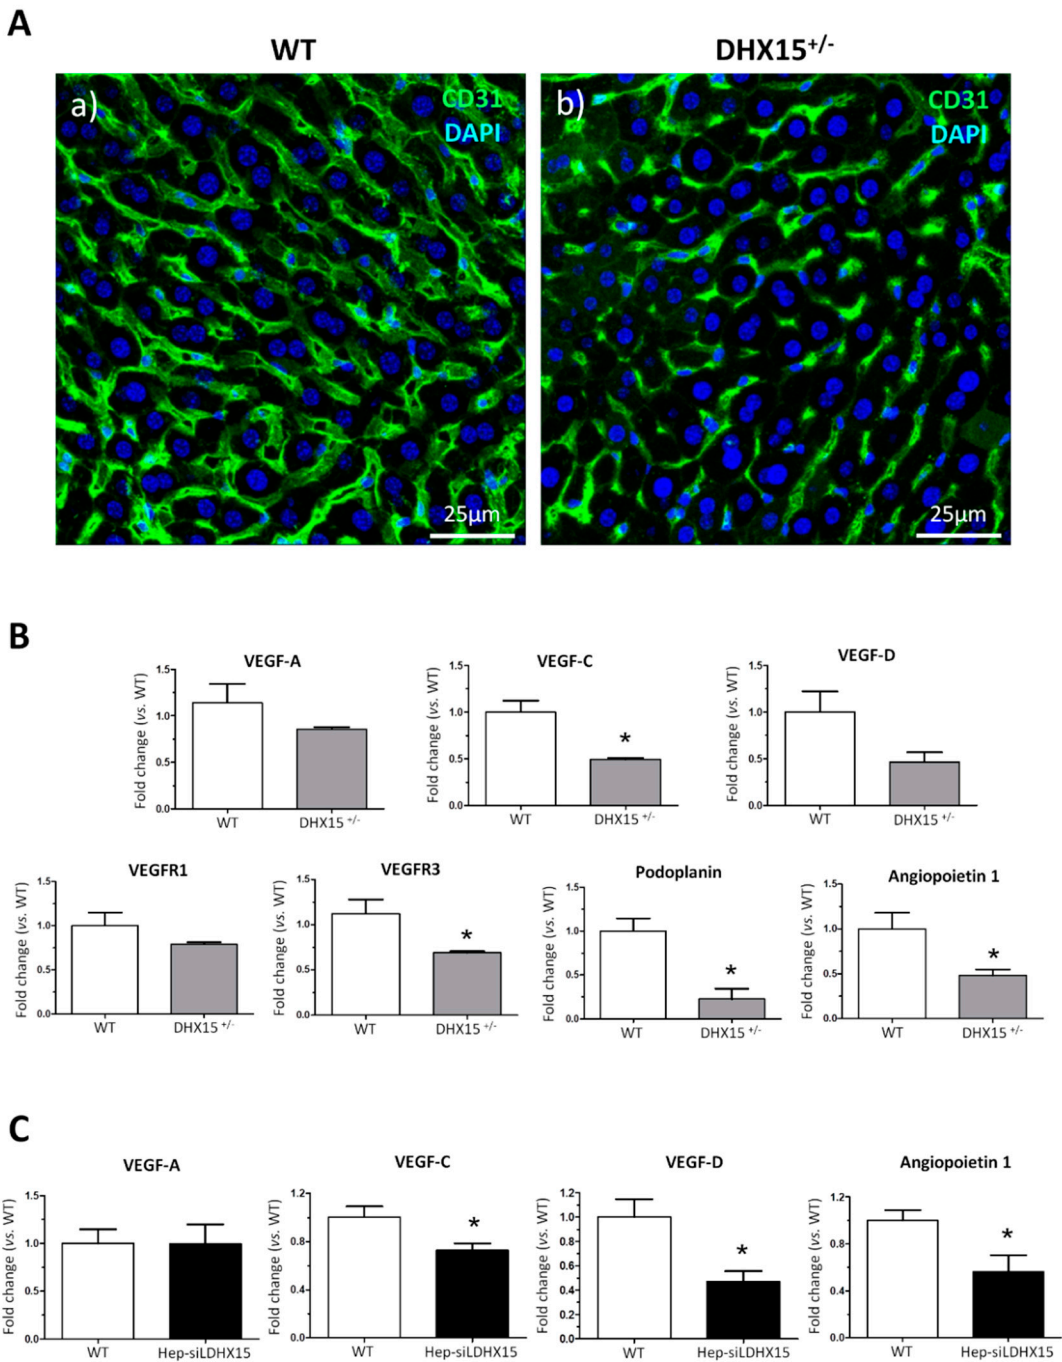 A
WT
DHX15+/-
a)
CD31
DAPI
25µm
b)
CD31
DAPI
25µm
B
VEGF-A
Fold change (vs. WT)
1.5
1.0
0.5
0.0
WT
DHX15 +/-
VEGF-C
Fold change (vs. WT)
1.5
1.0
0.5
0.0
*
WT
DHX15 +/-
VEGF-D
Fold change (vs. WT)
1.5
1.0
0.5
0.0
WT
DHX15 +/-
VEGFR1
Fold change (vs. WT)
1.5
1.0
0.5
0.0
WT
DHX15 +/-
VEGFR3
Fold change (vs. WT)
1.5
1.0
0.5
0.0
*
WT
DHX15 +/-
Podoplanin
Fold change (vs. WT)
1.5
1.0
0.5
0.0
*
WT
DHX15 +/-
Angiopoietin 1
Fold change (vs. WT)
1.5
1.0
0.5
0.0
*
WT
DHX15 +/-
C
VEGF-A
Fold change (vs. WT)
1.5
1.0
0.5
0.0
WT
Hep-siLDHX15
VEGF-C
Fold change (vs. WT)
1.2
0.8
0.4
0.0
*
WT
Hep-siLDHX15
VEGF-D
Fold change (vs. WT)
1.2
1.0
0.8
0.6
0.4
0.2
0.0
*
WT
Hep-siLDHX15
Angiopoietin 1
Fold change (vs. WT)
1.2
0.8
0.4
0.0
*
WT
Hep-siLDHX15